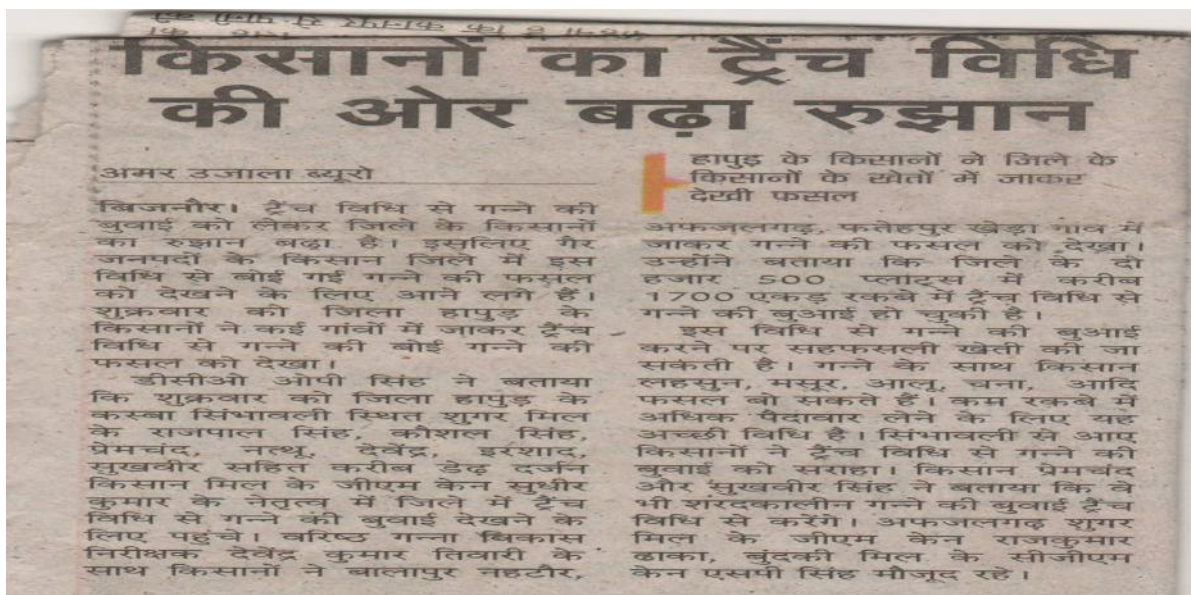 किसानों का ट्रैंच विधि
की ओर बढ़ा रुझान
अमर उजाला ब्यूरो
बिजनौर। ट्रैंच विधि से गन्ने की
बुवाई को लेकर जिले के किसानों
का रुझान बढ़ा है। इसलिए गैर
जनपदों के किसान जिले में इस
विधि से बोई गई गन्ने की फसल
को देखने के लिए आने लगे हैं।
शुक्रवार को जिला हापुड़ के
किसानों ने कई गांवों में जाकर ट्रैंच
विधि से गन्ने की बोई गन्ने की
फसल को देखा।
डीसीओ ओपी सिंह ने बताया
कि शुक्रवार को जिला हापुड़ के
कस्बा सिंभावली स्थित शुगर मिल
के राजपाल सिंह, कौशल सिंह,
प्रेमचंद, नत्थू, देवेंद्र, इरशाद,
सुखवीर सहित करीब डेढ़ दर्जन
किसान मिल के जीएम केन सुधीर
कुमार के नेतृत्व में जिले में ट्रैंच
विधि से गन्ने की बुवाई देखने के
लिए पहुंचे। वरिष्ठ गन्ना विकास
निरीक्षक देवेंद्र कुमार तिवारी के
साथ किसानों ने बालापुर नहटौर,
हापुड़ के किसानों ने जिले के
किसानों के खेतों में जाकर
देखी फसल
अफजलगढ़, फतेहपुर खेड़ा गांव में
जाकर गन्ने की फसल को देखा।
उन्होंने बताया कि जिले के दो
हजार 500 प्लाट्स में करीब
1700 एकड़ रकबे में ट्रैंच विधि से
गन्ने की बुआई हो चुकी है।
इस विधि से गन्ने की बुआई
करने पर सहफसली खेती की जा
सकती है। गन्ने के साथ किसान
लहसुन, मसूर, आलू, चना, आदि
फसल बो सकते हैं। कम रकबे में
अधिक पैदावार लेने के लिए यह
अच्छी विधि है। सिंभावली से आए
किसानों ने ट्रैंच विधि से गन्ने की
बुवाई को सराहा। किसान प्रेमचंद
और सुखवीर सिंह ने बताया कि वे
भी शरदकालीन गन्ने की बुवाई ट्रैंच
विधि से करेंगे। अफजलगढ़ शुगर
मिल के जीएम केन राजकुमार
ढाका, बुंदकी मिल के सीजीएम
केन एसपी सिंह मौजूद रहे।